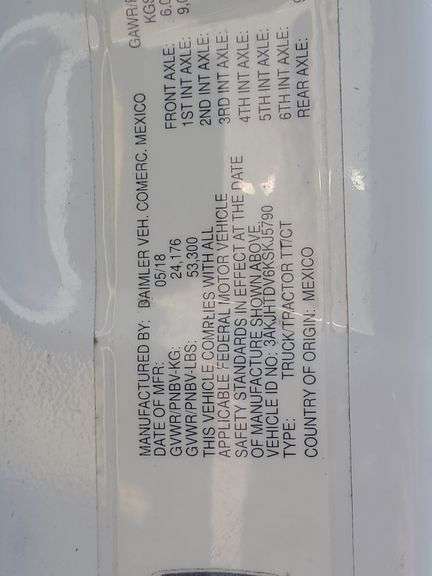 MANUFACTURED BY: DAIMLER VEH. COMERC. MEXICO
DATE OF MFR: 05/18
GVWR/PNBV-KG: 24,176
GVWR/PNBV-LBS: 53,300
THIS VEHICLE COMPLIES WITH ALL
APPLICABLE FEDERAL MOTOR VEHICLE
SAFETY STANDARDS IN EFFECT AT THE DATE
OF MANUFACTURE SHOWN ABOVE.
VEHICLE ID NO.: 3AKJHTDV6KSKJ5790
TYPE: TRUCK/TRACTOR TT/CT
COUNTRY OF ORIGIN: MEXICO
KGS
FRONT AXLE:
1ST INT AXLE:
2ND INT AXLE:
3RD INT AXLE:
4TH INT AXLE:
5TH INT AXLE:
6TH INT AXLE:
REAR AXLE: